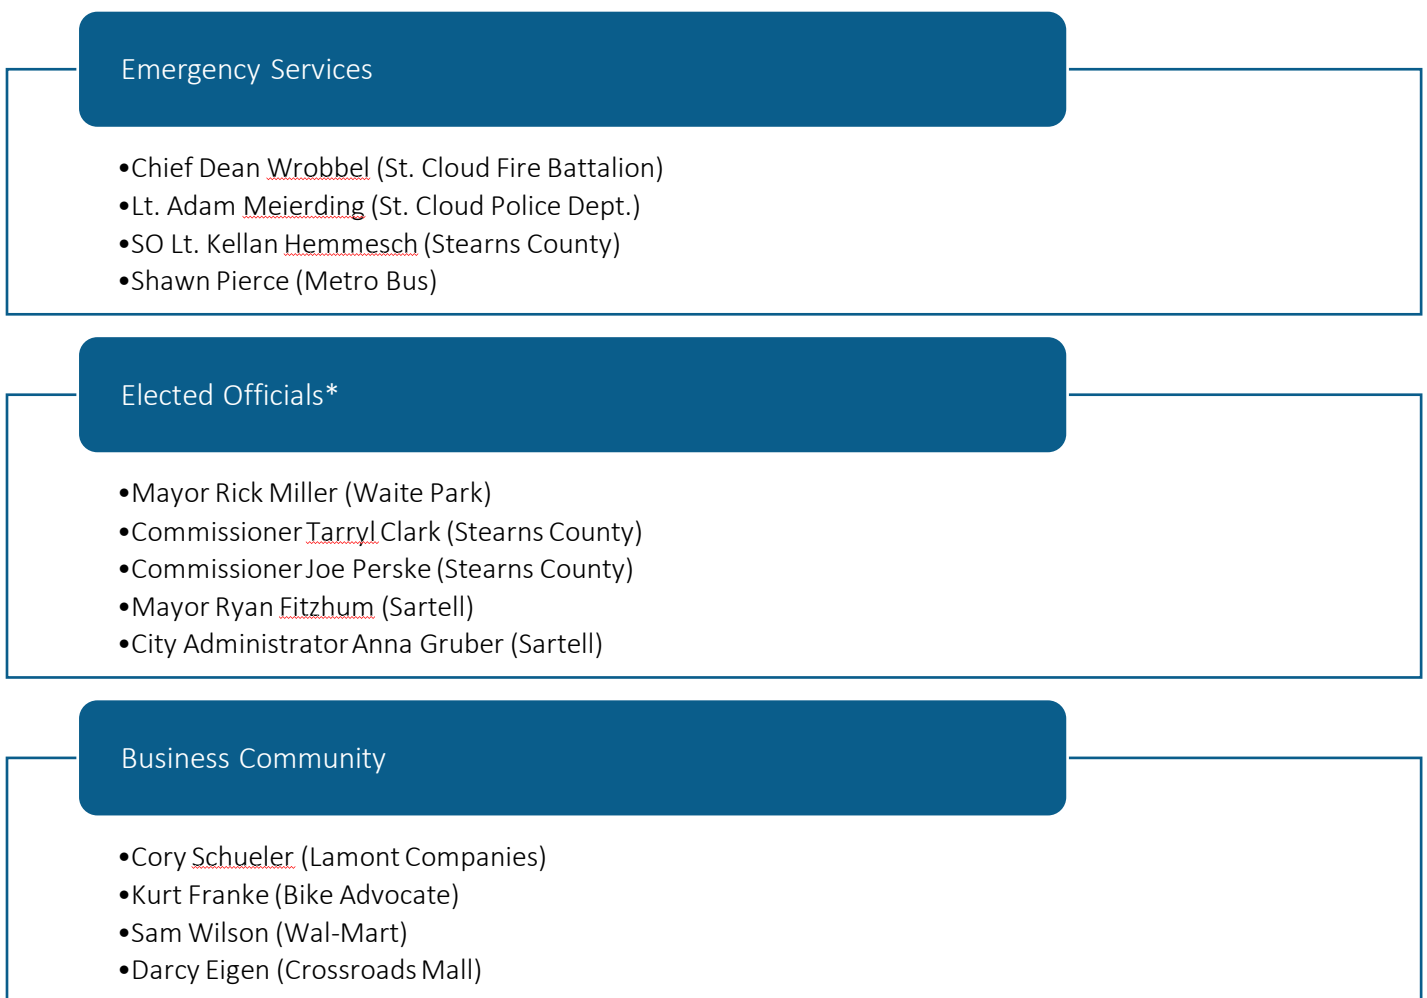 Emergency Services
•Chief Dean Wrobbel (St. Cloud Fire Battalion)
•Lt. Adam Meierding (St. Cloud Police Dept.)
•SO Lt. Kellan Hemmesch (Stearns County)
•Shawn Pierce (Metro Bus)
Elected Officials*
•Mayor Rick Miller (Waite Park)
•Commissioner Tarryl Clark (Stearns County)
•Commissioner Joe Perske (Stearns County)
•Mayor Ryan Fitzhum (Sartell)
•City Administrator Anna Gruber (Sartell)
Business Community
•Cory Schueler (Lamont Companies)
•Kurt Franke (Bike Advocate)
•Sam Wilson (Wal-Mart)
•Darcy Eigen (Crossroads Mall)